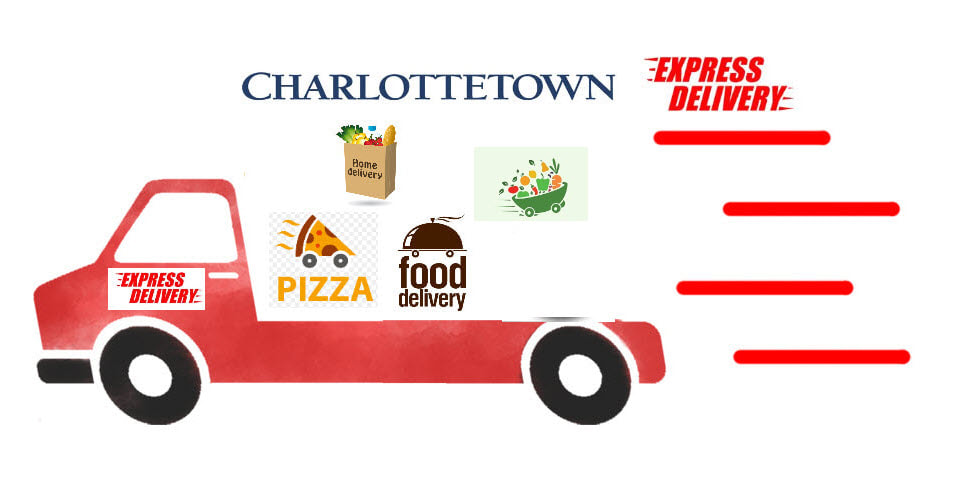 CHARLOTTETOWN
EXPRESS
DELIVERY
Home
delivery
PIZZA
food
delivery
EXPRESS
DELIVERY